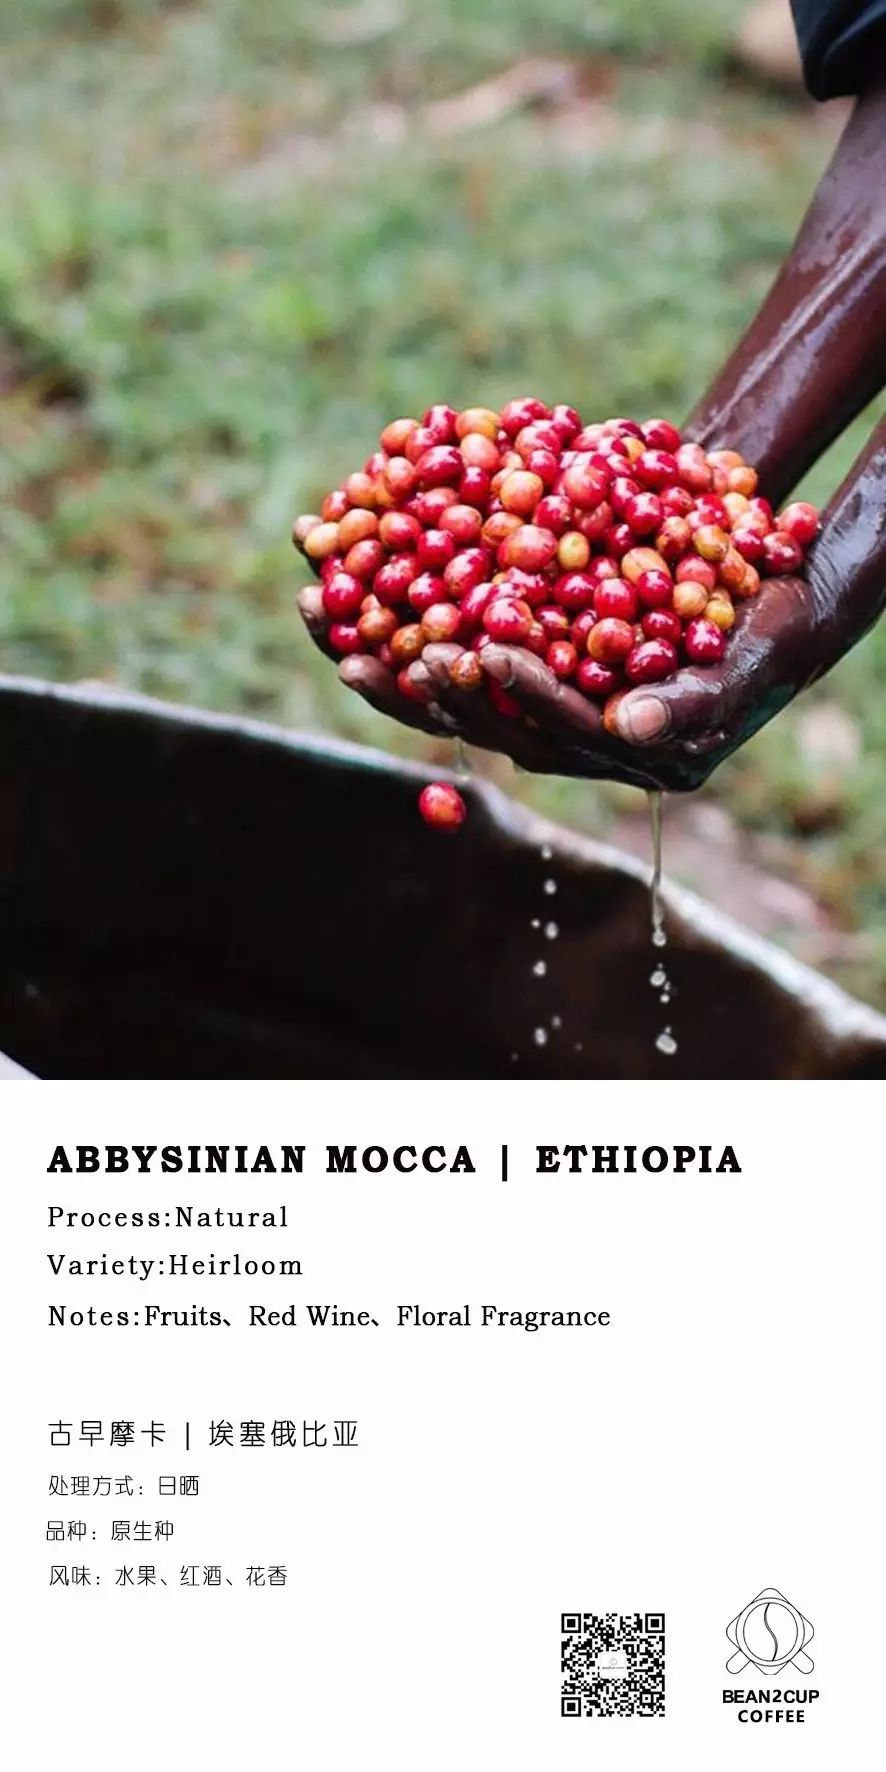 ABBYSINIAN MOCCA | ETHIOPIA
Process:Natural
Variety:Heirloom
Notes:Fruits、Red Wine、Floral Fragrance
古早摩卡 | 埃塞俄比亚
处理方式：日晒
品种：原生种
风味：水果、红酒、花香
BEAN2CUP
COFFEE